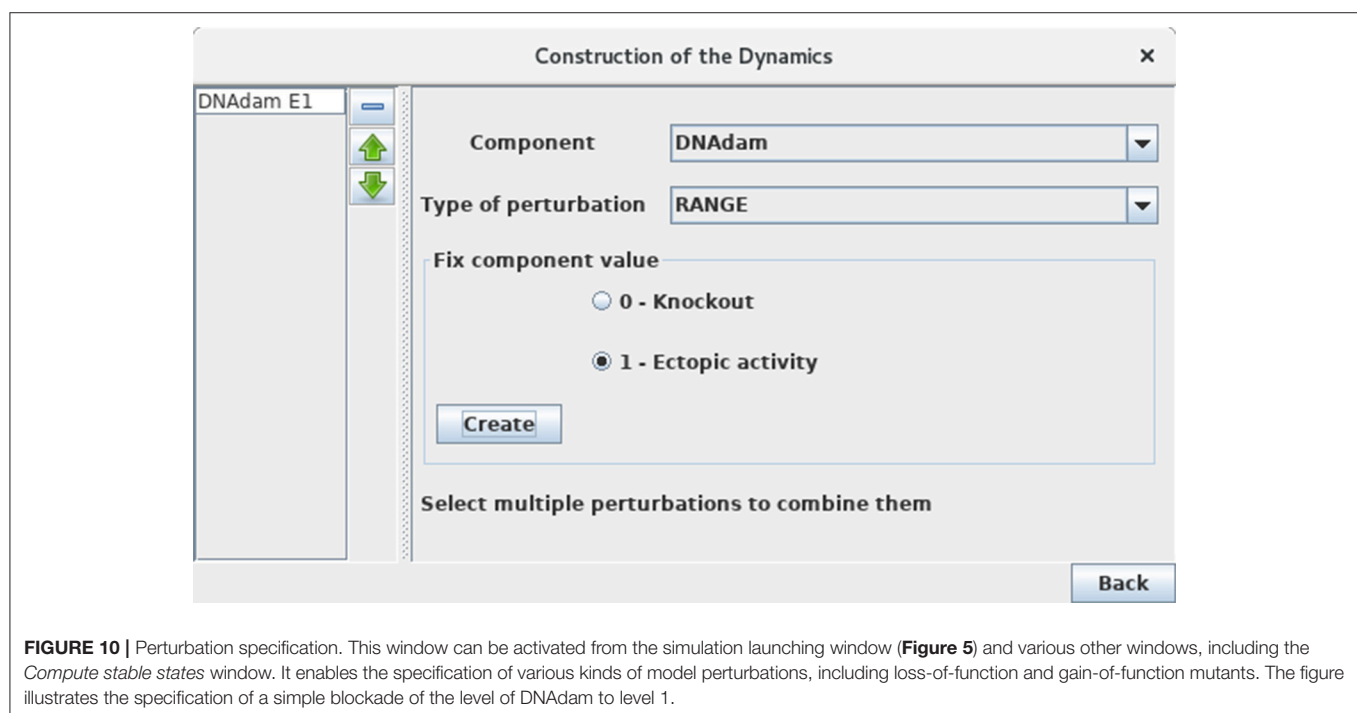 Construction of the Dynamics
DNAdam E1
Component
DNAdam
Type of perturbation
RANGE
Fix component value
0 - Knockout
1 - Ectopic activity
Create
Select multiple perturbations to combine them
Back
FIGURE 10 | Perturbation specification. This window can be activated from the simulation launching window (Figure 5) and various other windows, including the
Compute stable states window. It enables the specification of various kinds of model perturbations, including loss-of-function and gain-of-function mutants. The figure
illustrates the specification of a simple blockade of the level of DNAdam to level 1.